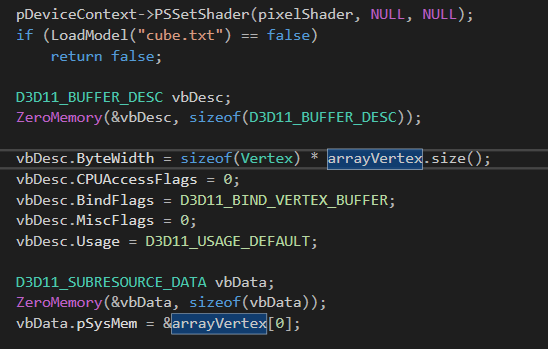 pDeviceContext->PSSetShader(pixelShader, NULL, NULL);
if (LoadModel("cube.txt") == false)
return false;
D3D11_BUFFER_DESC vbDesc;
ZeroMemory(&vbDesc, sizeof(D3D11_BUFFER_DESC));
vbDesc.ByteWidth = sizeof(Vertex) * arrayVertex.size();
vbDesc.CPUAccessFlags = 0;
vbDesc.BindFlags = D3D11_BIND_VERTEX_BUFFER;
vbDesc.MiscFlags = 0;
vbDesc.Usage = D3D11_USAGE_DEFAULT;
D3D11_SUBRESOURCE_DATA vbData;
ZeroMemory(&vbData, sizeof(vbData));
vbData.pSysMem = &arrayVertex[0];